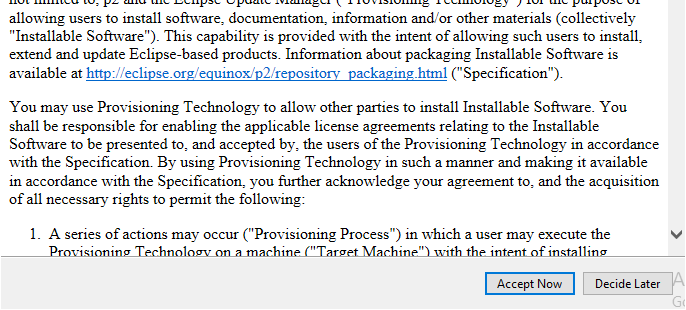 not limited to, p2 and the Eclipse Update Manager ("Provisioning Technology") for the purpose of
allowing users to install software, documentation, information and/or other materials (collectively
"Installable Software"). This capability is provided with the intent of allowing such users to install,
extend and update Eclipse-based products. Information about packaging Installable Software is
available at http://eclipse.org/equinox/p2/repository_packaging.html ("Specification").
You may use Provisioning Technology to allow other parties to install Installable Software. You
shall be responsible for enabling the applicable license agreements relating to the Installable
Software to be presented to, and accepted by, the users of the Provisioning Technology in accordance
with the Specification. By using Provisioning Technology in such a manner and making it available
in accordance with the Specification, you further acknowledge your agreement to, and the acquisition
of all necessary rights to permit the following:
1. A series of actions may occur ("Provisioning Process") in which a user may execute the
Provisioning Technology on a machine ("Target Machine") with the intent of installing,
Accept Now Decide Later A
Go